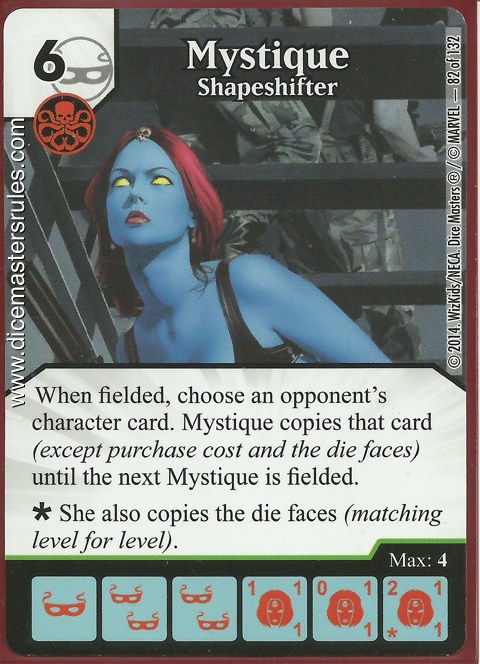 6
Mystique
Shapeshifter
www.dicemastersrules.com
© 2014. WizKids/NECA. Dice Masters® / © MARVEL — 82 of 132
When fielded, choose an opponent's
character card. Mystique copies that card
(except purchase cost and the die faces)
until the next Mystique is fielded.
* She also copies the die faces (matching
level for level).
Max: 4
1 1 1
0 1 1
2 1 * 1